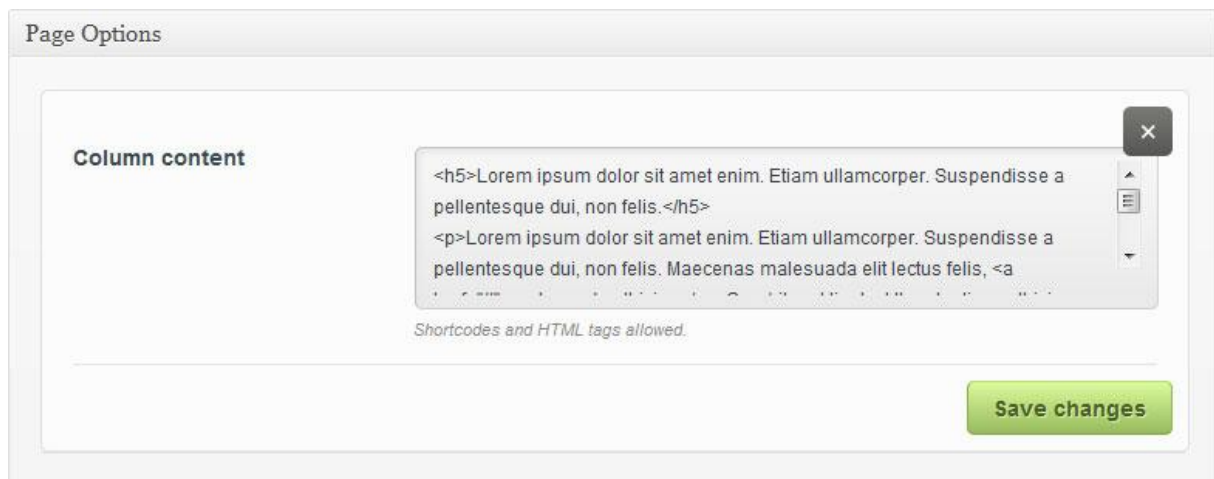 Page Options
Column content
<h5>Lorem ipsum dolor sit amet enim. Etiam ullamcorper. Suspendisse a
pellentesque dui, non felis.</h5>
<p>Lorem ipsum dolor sit amet enim. Etiam ullamcorper. Suspendisse a
pellentesque dui, non felis. Maecenas malesuada elit lectus felis, <a
Shortcodes and HTML tags allowed.
Save changes